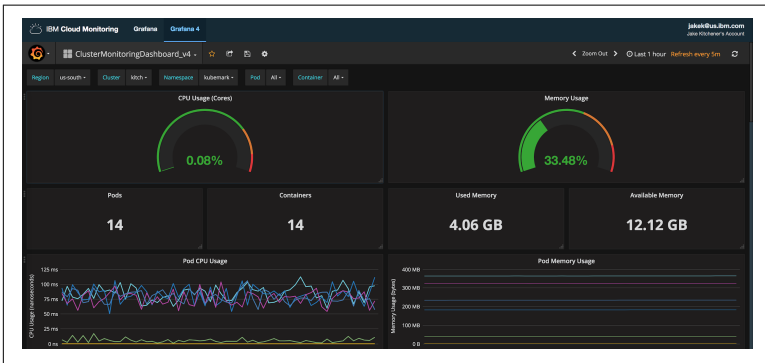 IBM Cloud Monitoring Grafana Grafana 4
jakek@us.ibm.com
Jake Kitchener's Account
ClusterMonitoringDashboard_v4
Zoom Out Last 1 hour Refresh every 5m
Region us-south Cluster kitch Namespace kubemark Pod All Container All
CPU Usage (Cores)
0.08%
Memory Usage
33.48%
Pods
14
Containers
14
Used Memory
4.06 GB
Available Memory
12.12 GB
Pod CPU Usage
CPU Usage (nanoseconds)
125 ms
100 ms
75 ms
50 ms
25 ms
0 ns
Pod Memory Usage
Memory Usage (bytes)
400 MB
300 MB
200 MB
100 MB
0 B